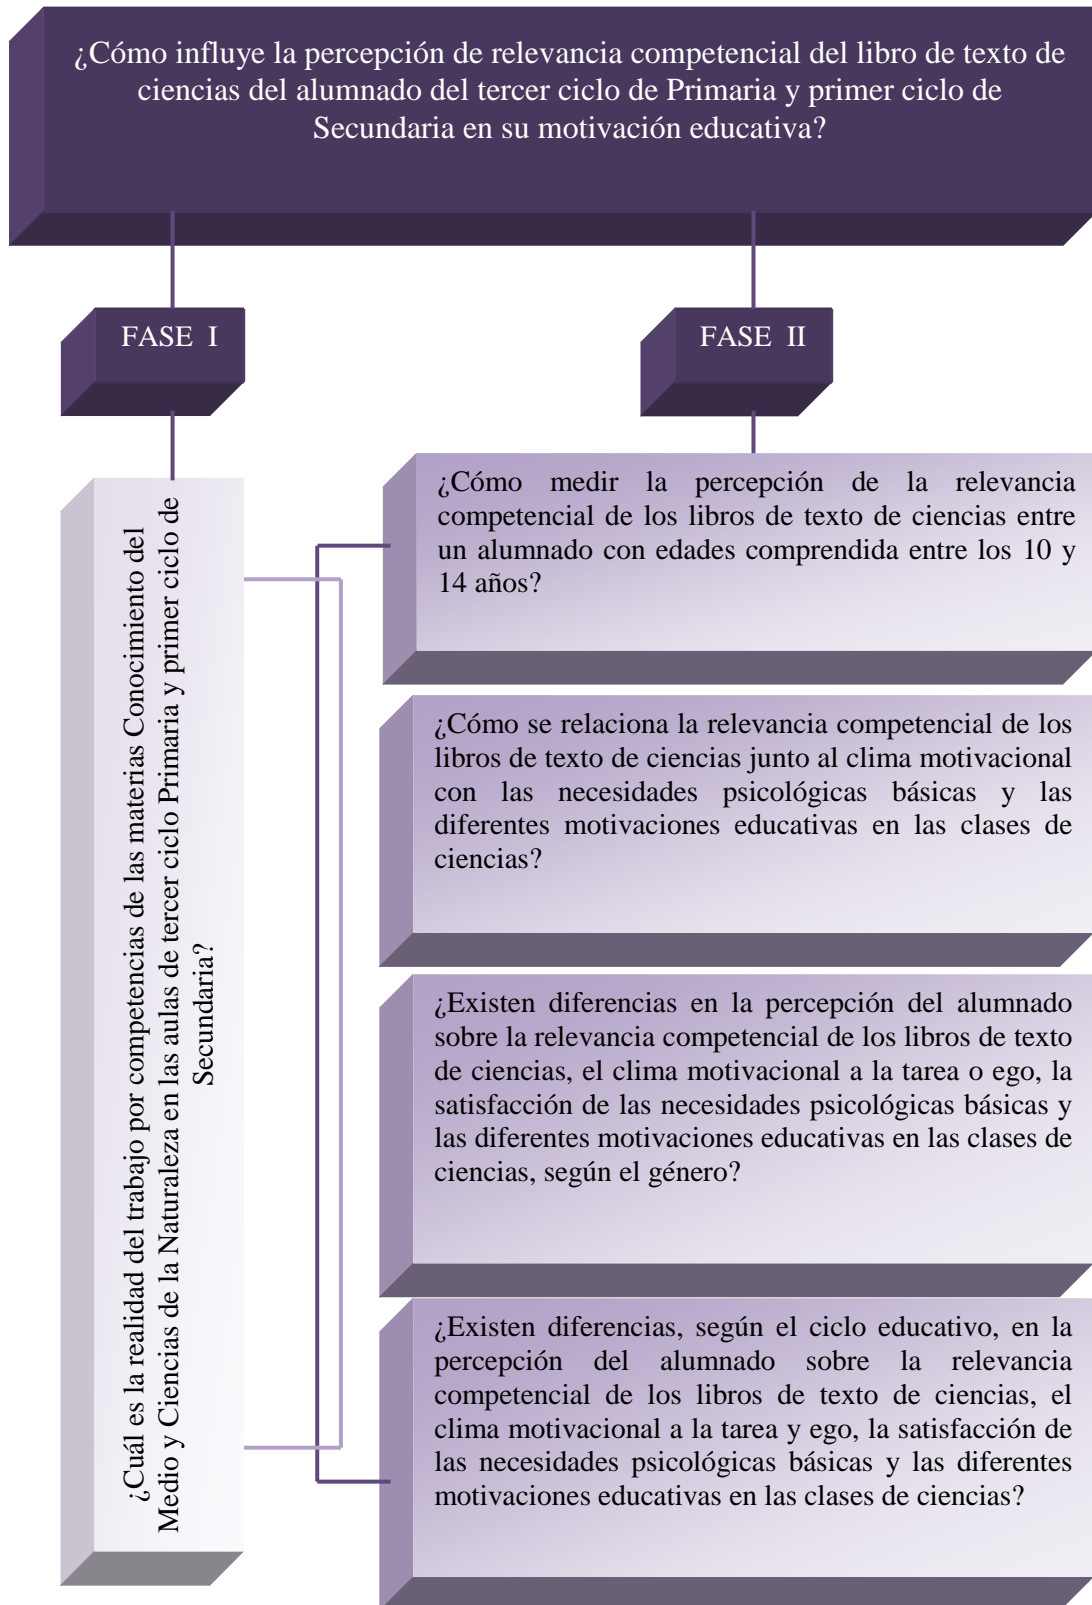 ¿Cómo influye la percepción de relevancia competencial del libro de texto de
ciencias del alumnado del tercer ciclo de Primaria y primer ciclo de
Secundaria en su motivación educativa?
FASE I
FASE II
¿Cuál es la realidad del trabajo por competencias de las materias Conocimiento del
Medio y Ciencias de la Naturaleza en las aulas de tercer ciclo Primaria y primer ciclo de
Secundaria?
¿Cómo medir la percepción de la relevancia
competencial de los libros de texto de ciencias entre
un alumnado con edades comprendida entre los 10 y
14 años?
¿Cómo se relaciona la relevancia competencial de los
libros de texto de ciencias junto al clima motivacional
con las necesidades psicológicas básicas y las
diferentes motivaciones educativas en las clases de
ciencias?
¿Existen diferencias en la percepción del alumnado
sobre la relevancia competencial de los libros de texto
de ciencias, el clima motivacional a la tarea o ego, la
satisfacción de las necesidades psicológicas básicas y
las diferentes motivaciones educativas en las clases de
ciencias, según el género?
¿Existen diferencias, según el ciclo educativo, en la
percepción del alumnado sobre la relevancia
competencial de los libros de texto de ciencias, el
clima motivacional a la tarea y ego, la satisfacción de
las necesidades psicológicas básicas y las diferentes
motivaciones educativas en las clases de ciencias?